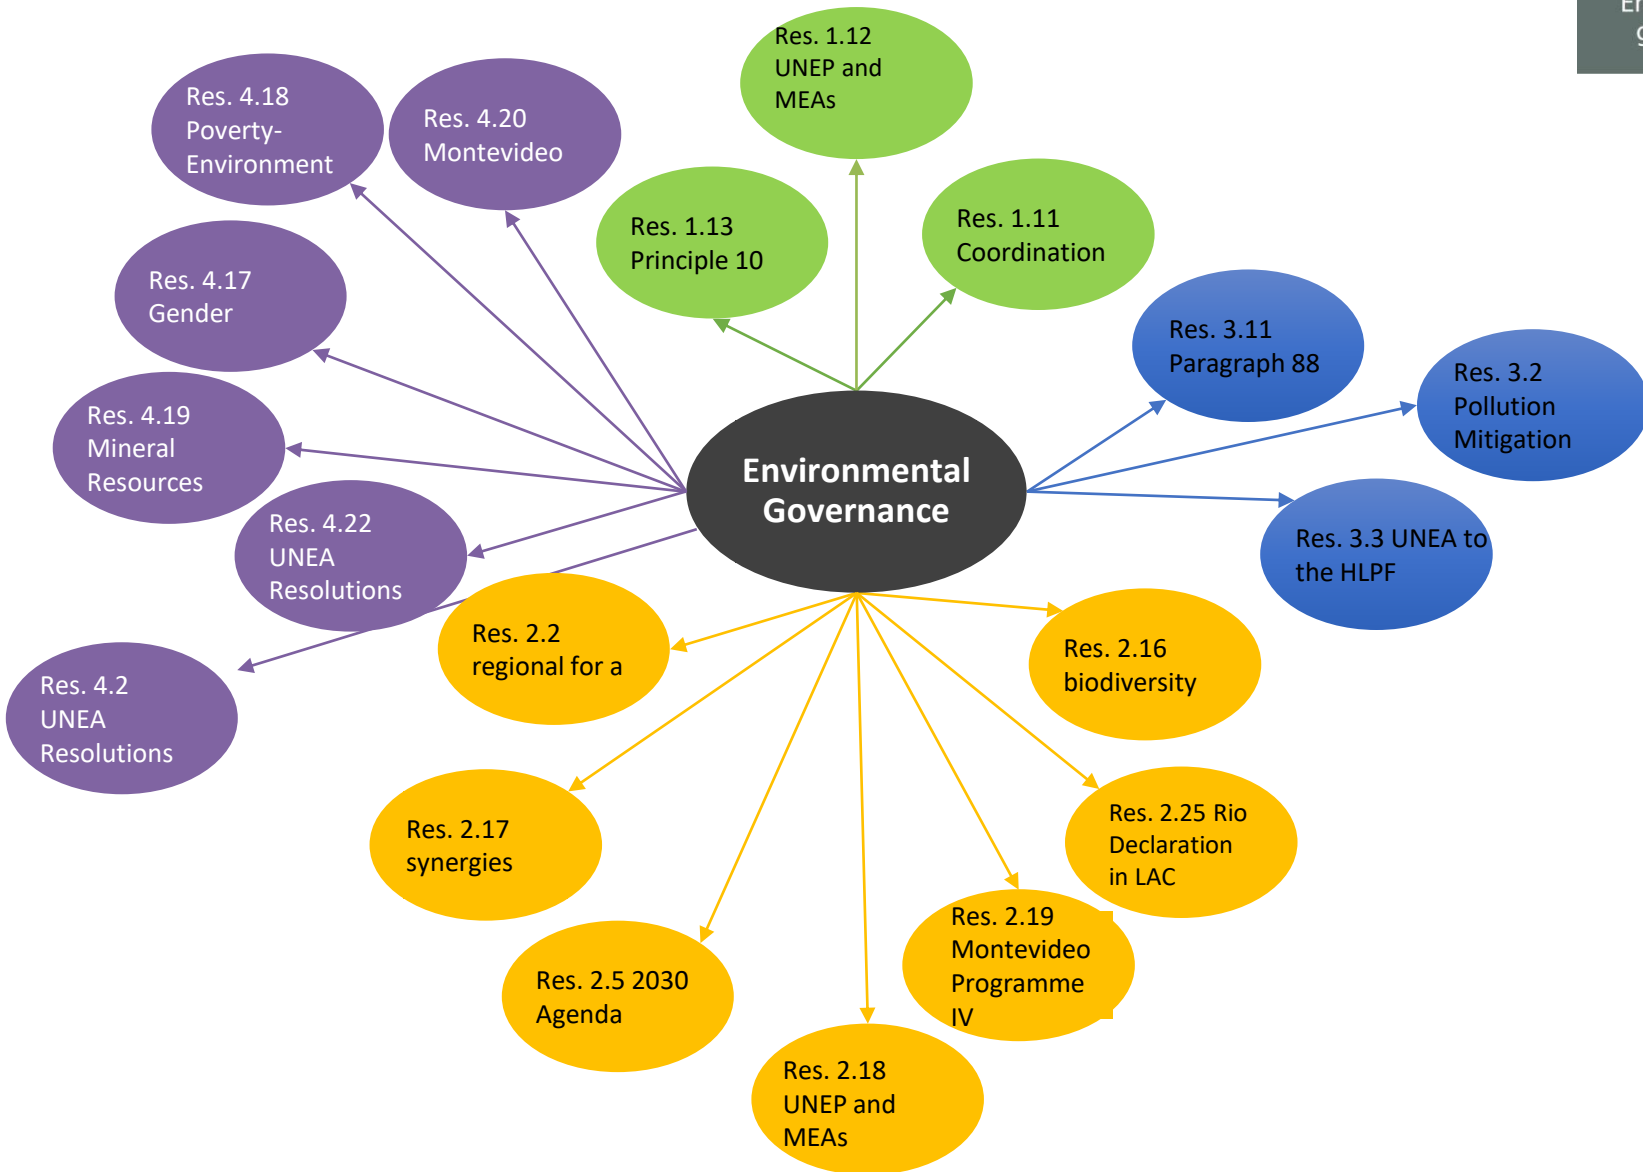 Res. 1.12
UNEP and
MEAs
Res. 4.18
Poverty-
Environment
Res. 4.20
Montevideo
Res. 1.13
Principle 10
Res. 1.11
Coordination
Res. 4.17
Gender
Res. 3.11
Paragraph 88
Res. 3.2
Pollution
Mitigation
Res. 4.19
Mineral
Resources
Environmental
Governance
Res. 4.22
UNEA
Resolutions
Res. 3.3 UNEA to
the HLPF
Res. 2.2
regional for a
Res. 2.16
biodiversity
Res. 4.2
UNEA
Resolutions
Res. 2.17
synergies
Res. 2.25 Rio
Declaration
in LAC
Res. 2.5 2030
Agenda
Res. 2.19
Montevideo
Programme
IV
Res. 2.18
UNEP and
MEAs